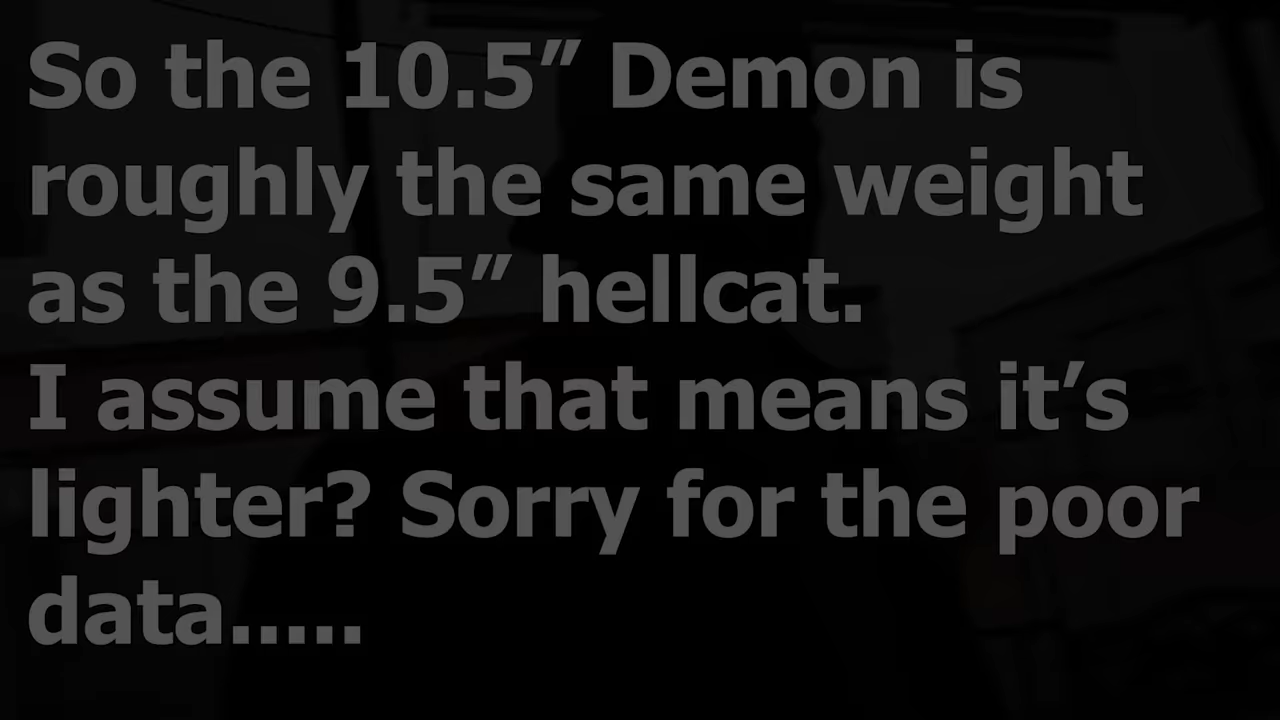 So the 10.5” Demon is
roughly the same weight
as the 9.5” hellcat.
I assume that means it’s
lighter? Sorry for the poor
data.....